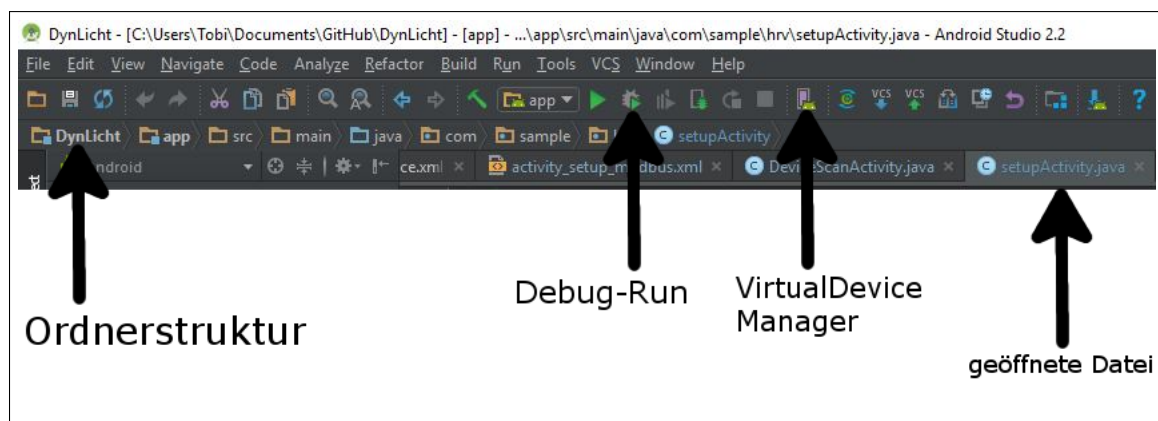 DynLicht - [C:\Users\Tobi\Documents\GitHub\DynLicht] - [app] - ...\app\src\main\java\com\sample\hrv\setupActivity.java - Android Studio 2.2
File Edit View Navigate Code Analyze Refactor Build Run Tools VCS Window Help
app VCS VCS ?
DynLicht app src main java com sample setupActivity
ce.xml activity_setup_modbus.xml DeviceScanActivity.java setupActivity.java
Debug-Run
VirtualDevice
Manager
Ordnerstruktur
geöffnete Datei